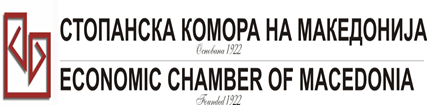 СТОПАНСКА КОМОРА НА МАКЕДОНИЈА
Основана 1922
ECONOMIC CHAMBER OF MACEDONIA
Founded 1922